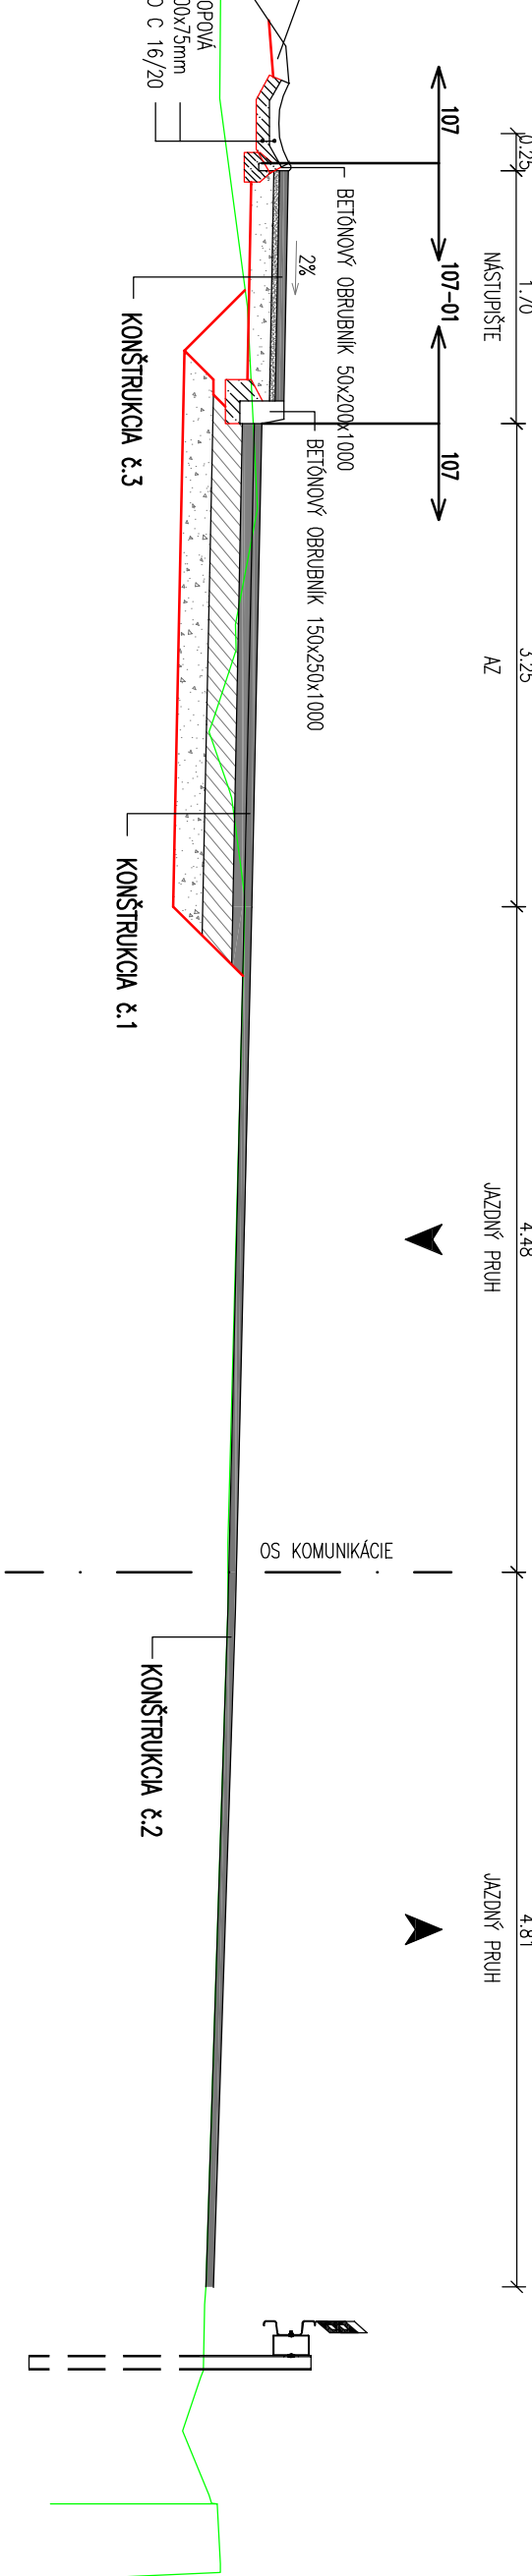 107
107-01
107
0.25
1.70
3.25
4.48
4.81
NÁSTUPIŠTE
AZ
JAZDNÝ PRUH
JAZDNÝ PRUH
BETÓNOVÝ OBRUBNÍK 50x200x1000
BETÓNOVÝ OBRUBNÍK 150x250x1000
2%
OS KOMUNIKÁCIE
C 16/20
KONŠTRUKCIA č.3
KONŠTRUKCIA č.1
KONŠTRUKCIA č.2